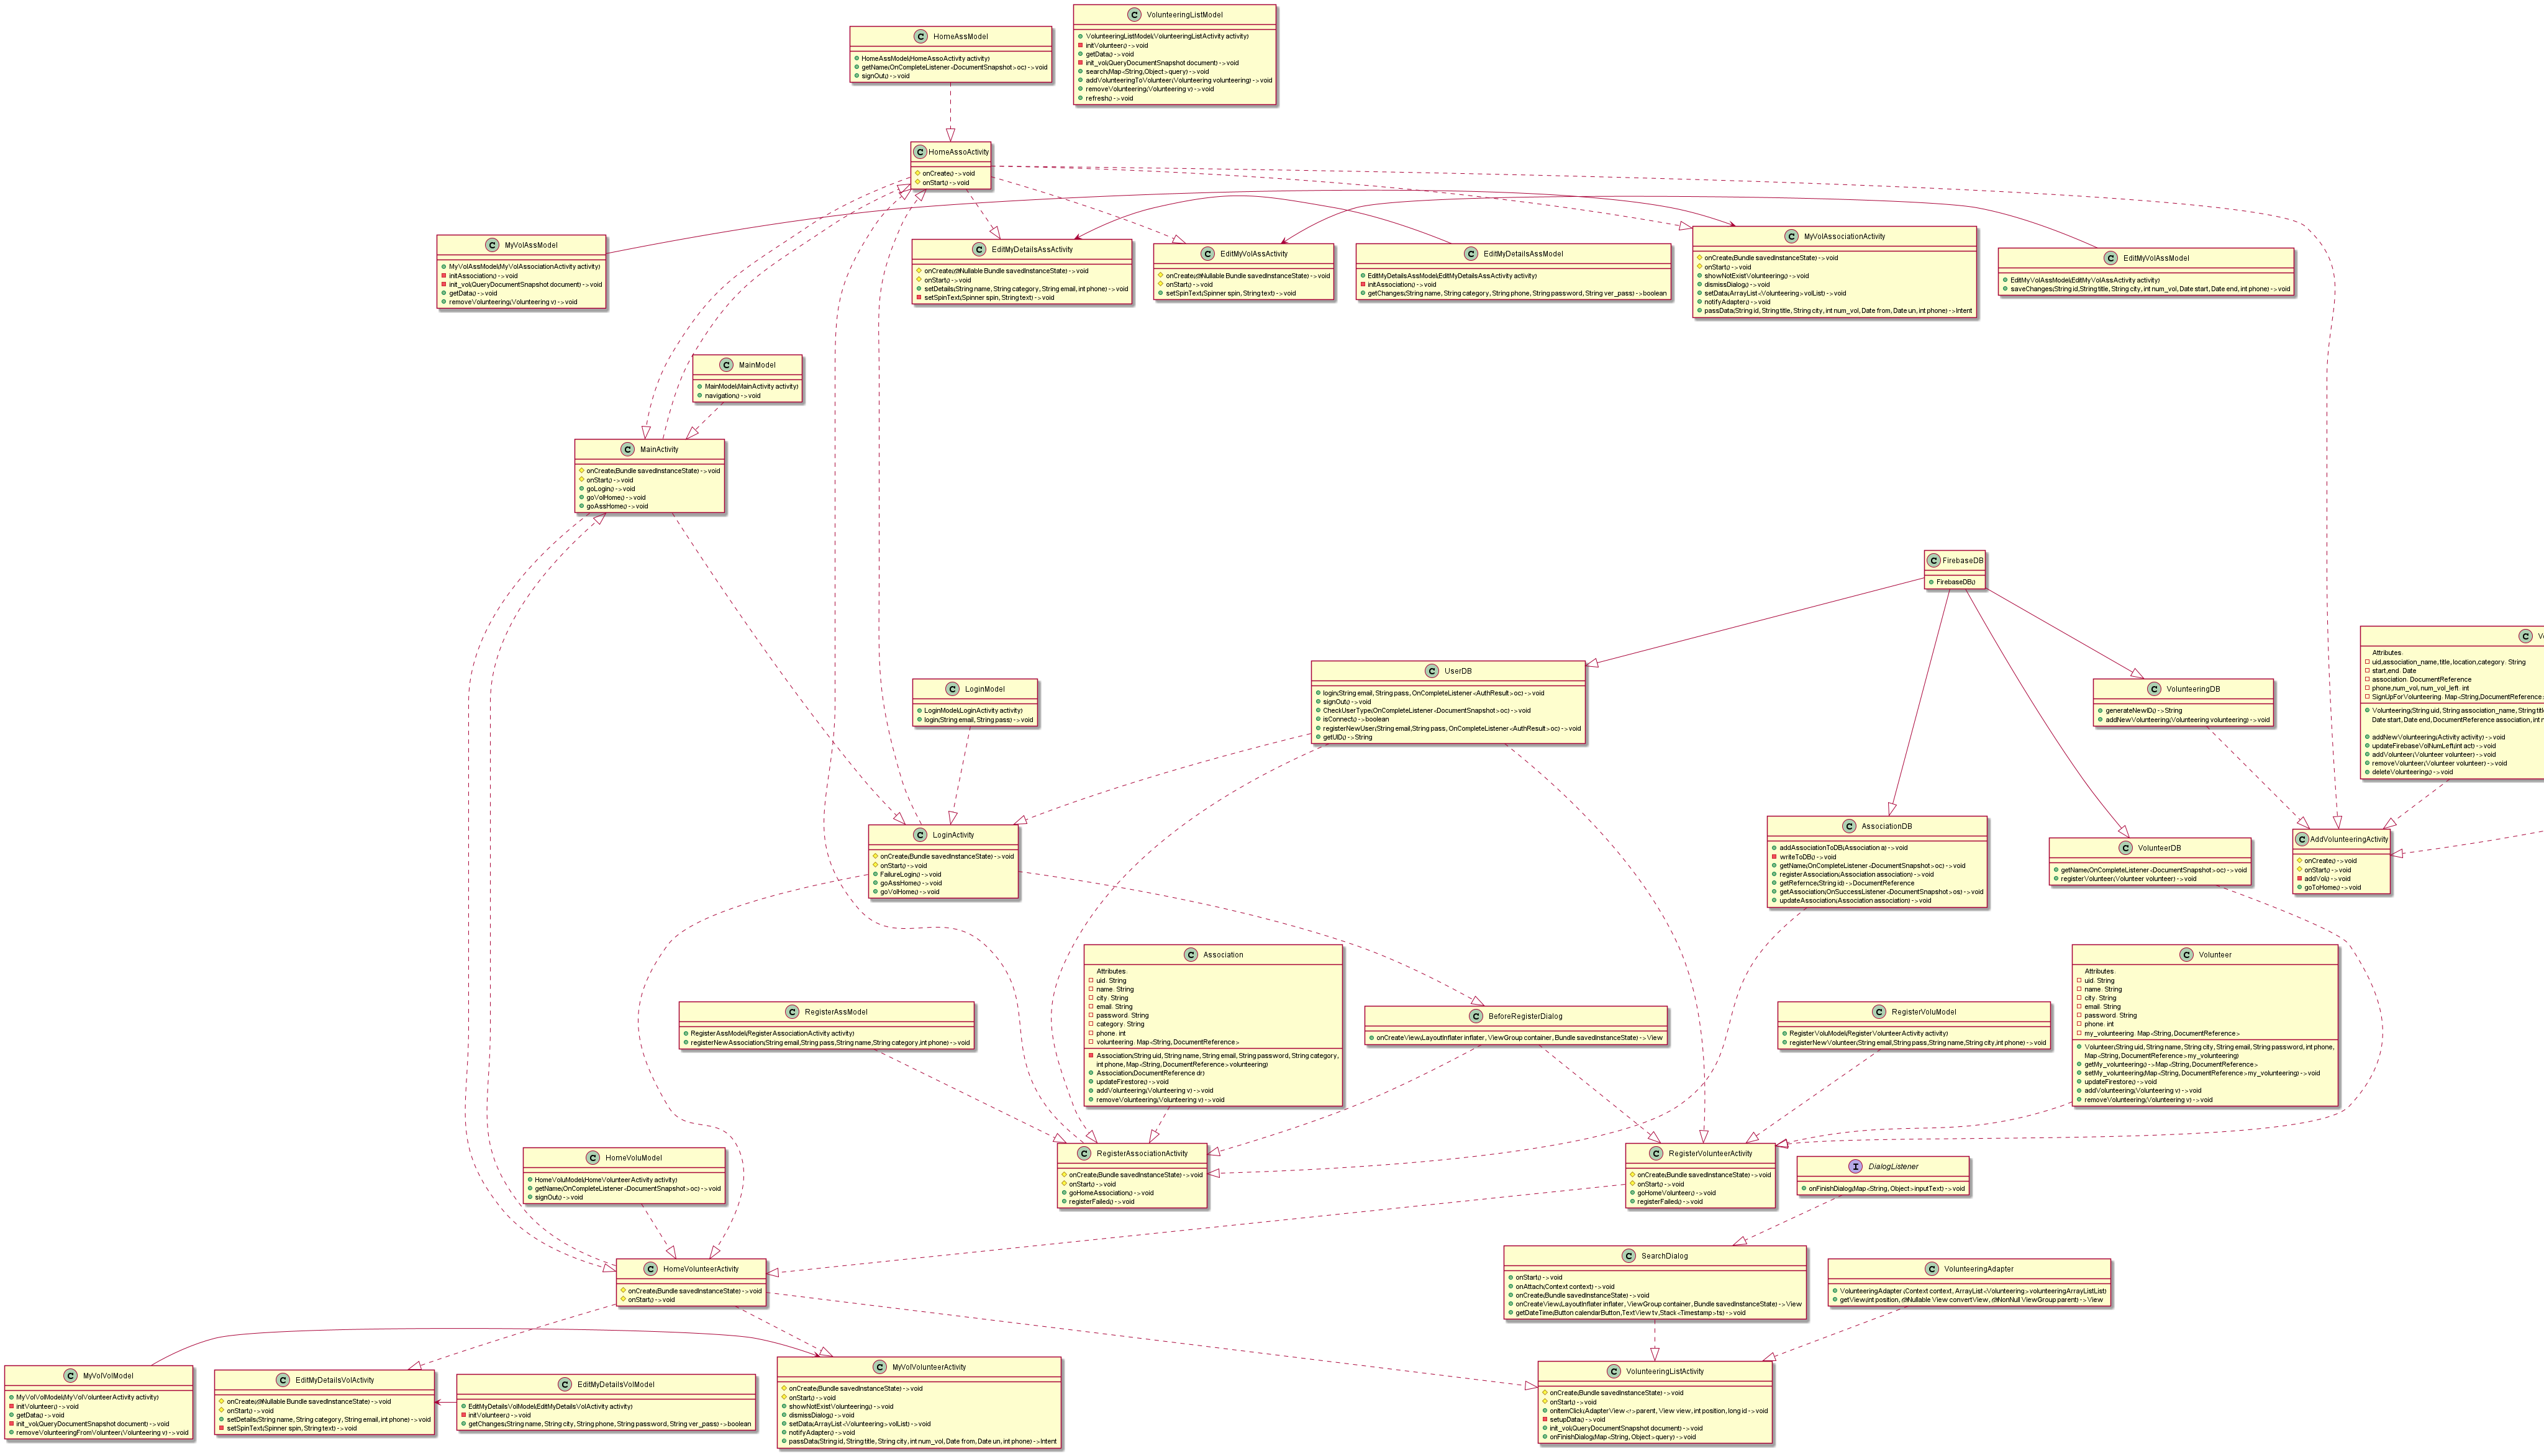 VolunteeringListModel
VolunteeringListModel(VolunteeringListActivity activity)
initVolunteer() -> void
getData() -> void
init_vol(QueryDocumentSnapshot document) -> void
search(Map<String,Object> query) -> void
addVolunteeringToVolunteer(Volunteering volunteering) -> void
removeVolunteering(Volunteering v) -> void
refresh() -> void
HomeAssModel
HomeAssModel(HomeAssoActivity activity)
getName(OnCompleteListener<DocumentSnapshot> oc) -> void
signOut() -> void
HomeAssoActivity
onCreate() -> void
onStart() -> void
MyVolAssModel
MyVolAssModel(MyVolAssociationActivity activity)
initAssociation() -> void
init_vol(QueryDocumentSnapshot document) -> void
getData() -> void
removeVolunteering(Volunteering v) -> void
EditMyDetailsAssActivity
onCreate(@Nullable Bundle savedInstanceState) -> void
onStart() -> void
setDetails(String name, String category, String email, int phone) -> void
setSpinText(Spinner spin, String text) -> void
EditMyVolAssActivity
onCreate(@Nullable Bundle savedInstanceState) -> void
onStart() -> void
setSpinText(Spinner spin, String text) -> void
EditMyDetailsAssModel
EditMyDetailsAssModel(EditMyDetailsAssActivity activity)
initAssociation() -> void
getChanges(String name, String category, String phone, String password, String ver_pass) -> boolean
MyVolAssociationActivity
onCreate(Bundle savedInstanceState) -> void
onStart() -> void
showNotExistVolunteering() -> void
dismissDialog() -> void
setData(ArrayList<Volunteering> volList) -> void
notifyAdapter() -> void
passData(String id, String title, String city, int num_vol, Date from, Date un, int phone) -> Intent
EditMyVolAssModel
EditMyVolAssModel(EditMyVolAssActivity activity)
saveChanges(String id,String title, String city, int num_vol, Date start, Date end, int phone) -> void
MainModel
MainModel(MainActivity activity)
navigation() -> void
MainActivity
onCreate(Bundle savedInstanceState) -> void
onStart() -> void
goLogin() -> void
goVolHome() -> void
goAssHome() -> void
FirebaseDB
FirebaseDB()
UserDB
login(String email, String pass, OnCompleteListener<AuthResult> oc) -> void
signOut() -> void
CheckUserType(OnCompleteListener<DocumentSnapshot> oc) -> void
isConnect() -> boolean
registerNewUser(String email,String pass, OnCompleteListener<AuthResult> oc) -> void
getUID() -> String
LoginModel
LoginModel(LoginActivity activity)
login(String email, String pass) -> void
VolunteeringDB
generateNewID() -> String
addNewVolunteering(Volunteering volunteering) -> void
Attributes:
uid,association_name,title,location,category: String
start,end: Date
association: DocumentReference
phone,num_vol,num_vol_left: int
SignUpForVolunteering: Map<String,DocumentReference>
Volunteering(String uid, String association_name, String
Date start, Date end, DocumentReference association, int
addNewVolunteering(Activity activity) -> void
updateFirebaseVolNumLeft(int act) -> void
addVolunteer(Volunteer volunteer) -> void
removeVolunteer(Volunteer volunteer) -> void
deleteVolunteering() -> void
LoginActivity
onCreate(Bundle savedInstanceState) -> void
onStart() -> void
FailureLogin() -> void
goAssHome() -> void
goVolHome() -> void
AssociationDB
addAssociationToDB(Association a) -> void
writeToDB() -> void
getName(OnCompleteListener<DocumentSnapshot> oc) -> void
registerAssociation(Association association) -> void
getRefernce(String id) -> DocumentReference
getAssociation(OnSuccessListener<DocumentSnapshot> os) -> void
updateAssociation(Association association) -> void
VolunteerDB
getName(OnCompleteListener<DocumentSnapshot> oc) -> void
registerVolunteer(Volunteer volunteer) -> void
AddVolunteeringActivity
onCreate() -> void
onStart() -> void
addVol() -> void
goToHome() -> void
Association
Attributes:
uid: String
name: String
city: String
email: String
password: String
category: String
phone: int
volunteering: Map<String, DocumentReference>
Association(String uid, String name, String email, String password, String category,
int phone, Map<String, DocumentReference> volunteering)
Association(DocumentReference dr)
updateFirestore() -> void
addVolunteering(Volunteering v) -> void
removeVolunteering(Volunteering v) -> void
Volunteer
Attributes:
uid: String
name: String
city: String
email: String
password: String
phone: int
my_volunteering: Map<String, DocumentReference>
Volunteer(String uid, String name, String city, String email, String password, int phone,
Map<String, DocumentReference> my_volunteering)
getMy_volunteering() -> Map<String, DocumentReference>
setMy_volunteering(Map<String, DocumentReference> my_volunteering) -> void
updateFirestore() -> void
addVolunteering(Volunteering v) -> void
removeVolunteering(Volunteering v) -> void
RegisterAssModel
RegisterAssModel(RegisterAssociationActivity activity)
registerNewAssociation(String email,String pass,String name,String category,int phone) -> void
BeforeRegisterDialog
onCreateView(LayoutInflater inflater, ViewGroup container, Bundle savedInstanceState) -> View
RegisterVoluModel
RegisterVoluModel(RegisterVolunteerActivity activity)
registerNewVolunteer(String email,String pass,String name,String city,int phone) -> void
HomeVoluModel
HomeVoluModel(HomeVolunteerActivity activity)
getName(OnCompleteListener<DocumentSnapshot> oc) -> void
signOut() -> void
RegisterAssociationActivity
onCreate(Bundle savedInstanceState) -> void
onStart() -> void
goHomeAssociation() -> void
registerFailed() -> void
RegisterVolunteerActivity
onCreate(Bundle savedInstanceState) -> void
onStart() -> void
goHomeVolunteer() -> void
registerFailed() -> void
DialogListener
onFinishDialog(Map<String, Object> inputText) -> void
HomeVolunteerActivity
onCreate(Bundle savedInstanceState) -> void
onStart() -> void
SearchDialog
onStart() -> void
onAttach(Context context) -> void
onCreate(Bundle savedInstanceState) -> void
onCreateView(LayoutInflater inflater, ViewGroup container, Bundle savedInstanceState) -> View
getDateTime(Button calendarButton,TextView tv,Stack<Timestamp> ts) -> void
VolunteeringAdapter
VolunteeringAdapter (Context context, ArrayList<Volunteering> volunteeringArrayListList)
getView(int position, @Nullable View convertView, @NonNull ViewGroup parent) -> View
MyVolVolModel
MyVolVolModel(MyVolVolunteerActivity activity)
initVolunteer() -> void
getData() -> void
init_vol(QueryDocumentSnapshot document) -> void
removeVolunteeringFromVolunteer(Volunteering v) -> void
EditMyDetailsVolActivity
onCreate(@Nullable Bundle savedInstanceState) -> void
onStart() -> void
setDetails(String name, String category, String email, int phone) -> void
setSpinText(Spinner spin, String text) -> void
EditMyDetailsVolModel
EditMyDetailsVolModel(EditMyDetailsVolActivity activity)
initVolunteer() -> void
getChanges(String name, String city, String phone, String password, String ver_pass) -> boolean
MyVolVolunteerActivity
onCreate(Bundle savedInstanceState) -> void
onStart() -> void
showNotExistVolunteering() -> void
dismissDialog() -> void
setData(ArrayList<Volunteering> volList) -> void
notifyAdapter() -> void
passData(String id, String title, String city, int num_vol, Date from, Date un, int phone) -> Intent
VolunteeringListActivity
onCreate(Bundle savedInstanceState) -> void
onStart() -> void
onItemClick(AdapterView<?> parent, View view, int position, long id) -> void
setupData() -> void
init_vol(QueryDocumentSnapshot document) -> void
onFinishDialog(Map<String, Object> query) -> void